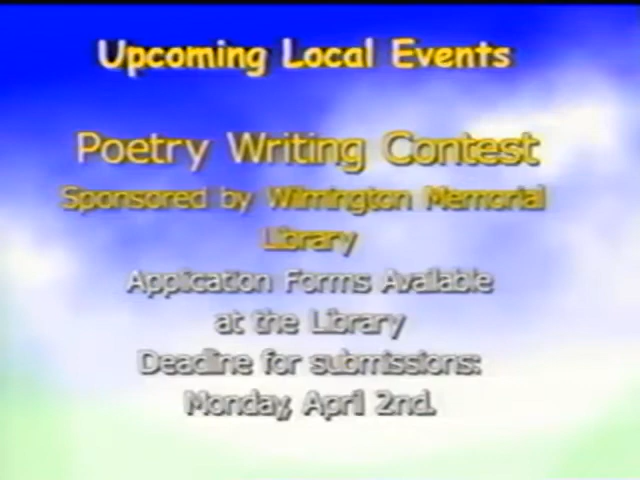 Upcoming Local Events
Poetry Writing Contest
Sponsored by Wilmington Memorial
Library
Application Forms Available
at the Library
Deadline for submissions:
Monday, April 2nd.